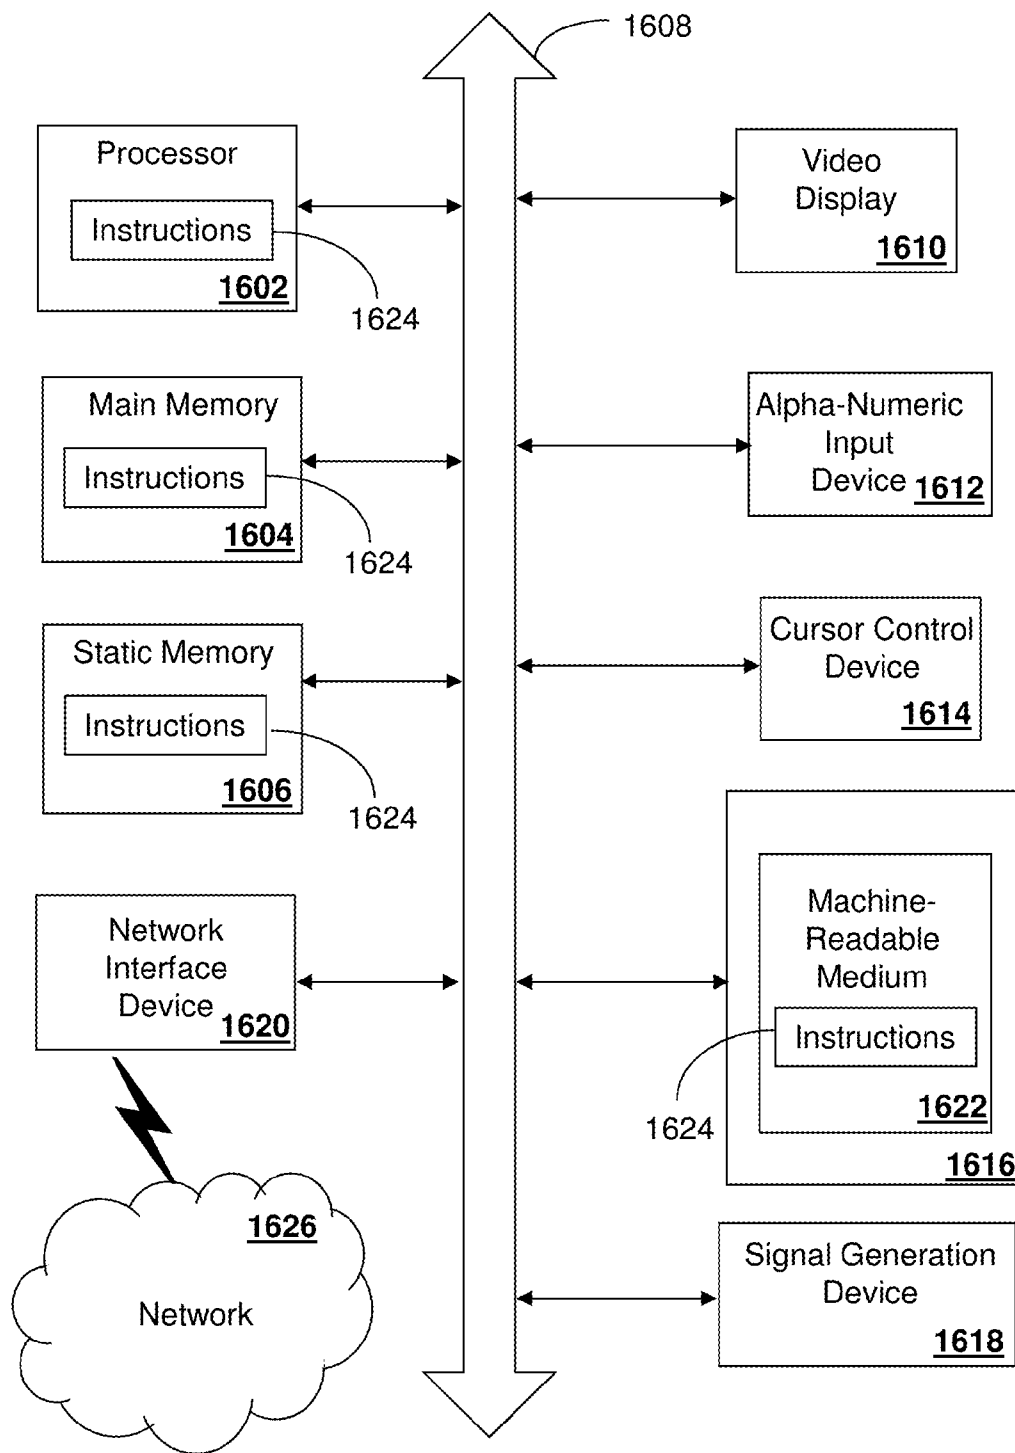 1608
Processor
Instructions
1602
1624
Main Memory
Instructions
1604
1624
Static Memory
Instructions
1606
1624
Network
Interface
Device
1620
1626
Network
Video
Display
1610
Alpha-Numeric
Input
Device
1612
Cursor Control
Device
1614
Machine-
Readable
Medium
Instructions
1624
1622
1616
Signal Generation
Device
1618